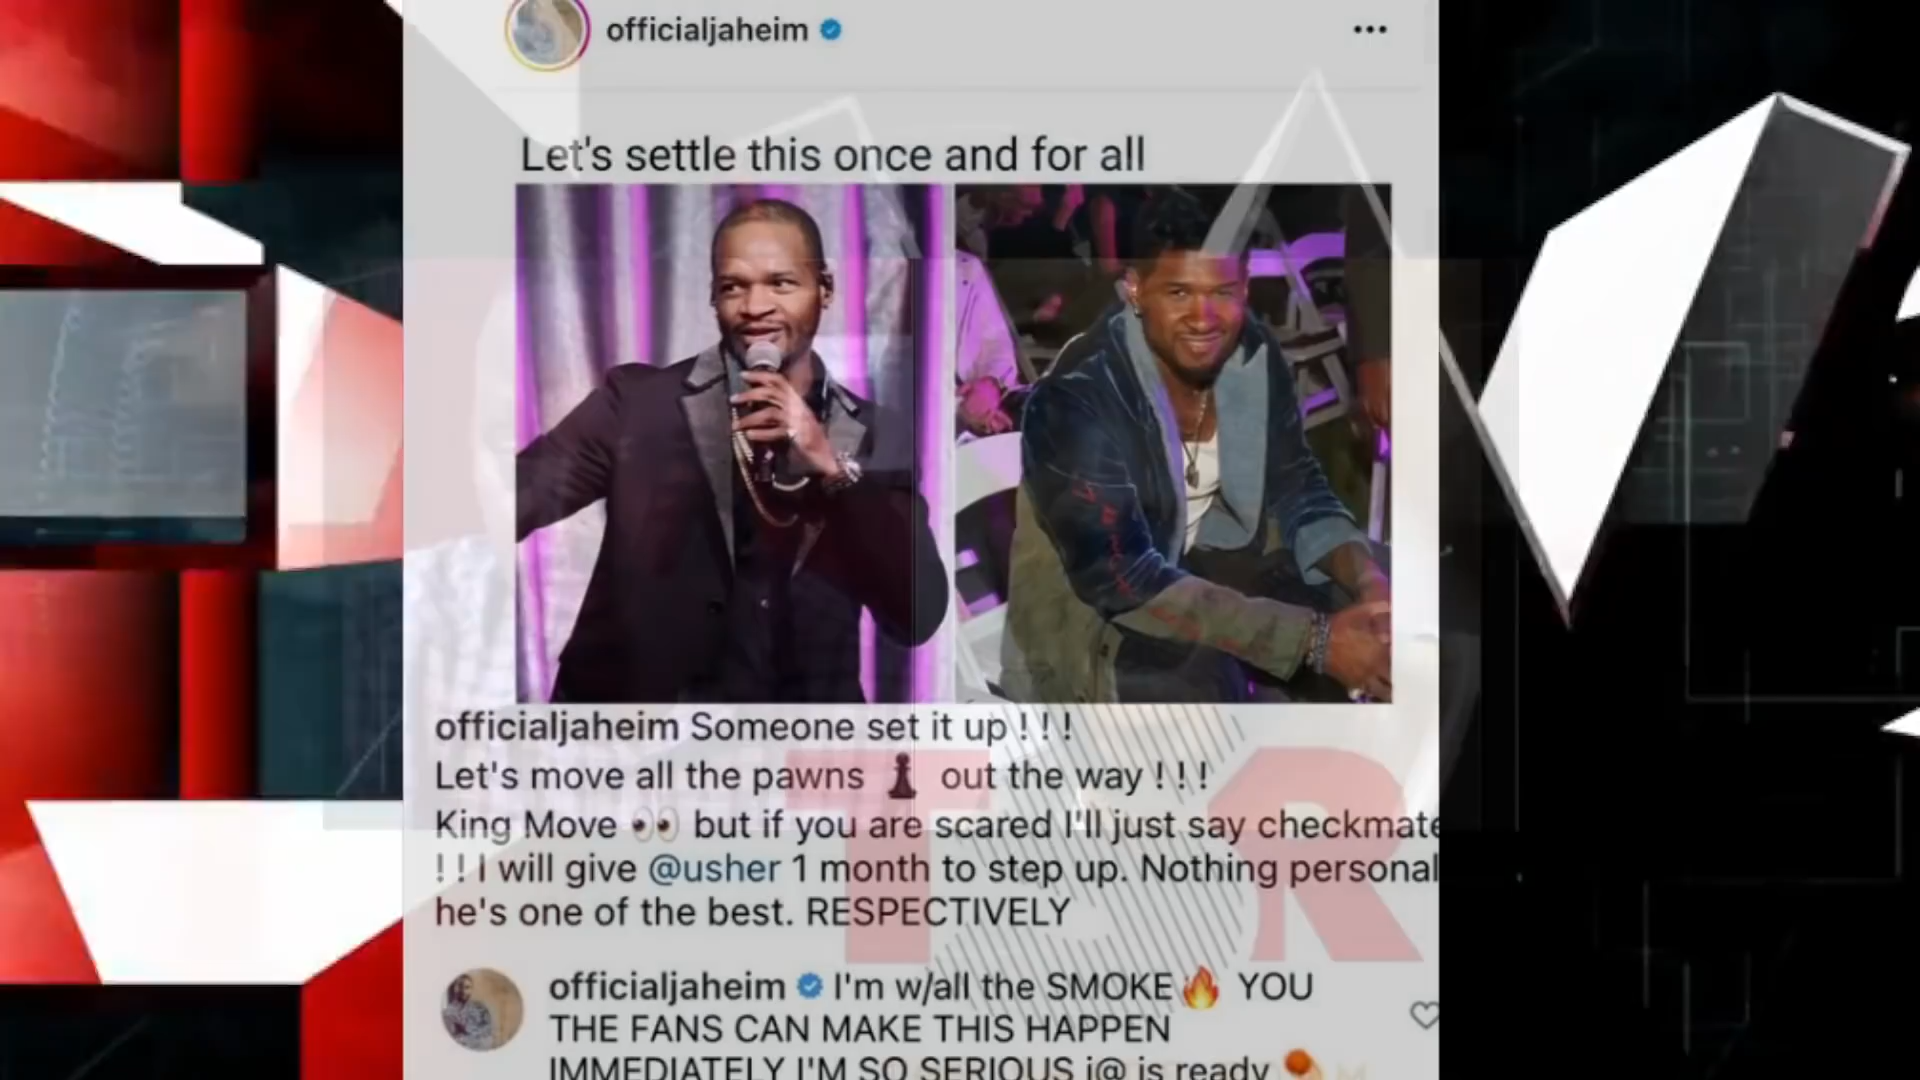 officialjaheim
Let's settle this once and for all
officialjaheim Someone set it up ! ! !
Let's move all the pawns ♟ out the way ! ! !
King Move 👀 but if you are scared I'll just say checkmate
! ! I will give @usher 1 month to step up. Nothing personal
he's one of the best. RESPECTIVELY
T R
officialjaheim I'm w/all the SMOKE🔥 YOU
THE FANS CAN MAKE THIS HAPPEN
IMMEDIATELY I'M SO SERIOUS j@ is ready